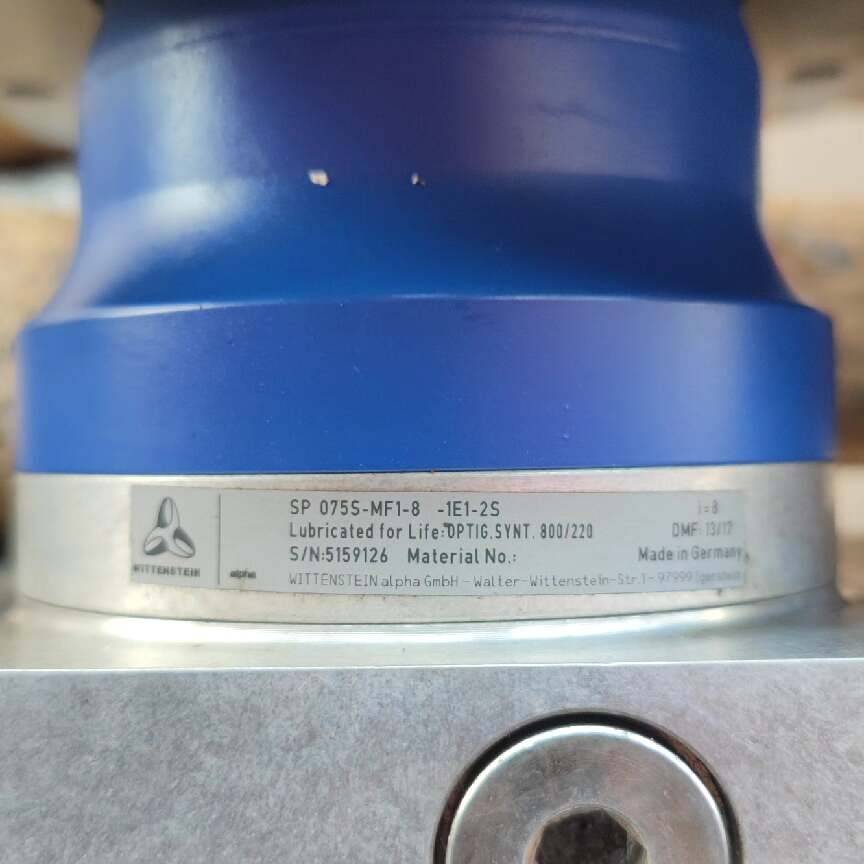 SP 075S-MF1-8 -1E1-2S i=8
Lubricated for Life:OPTIG.SYNT. 800/220 DMF: 13/17
S/N:5159126 Material No.: Made in Germany
WITTENSTEIN alpha
WITTENSTEIN alpha GmbH - Walter-Wittenstein-Str.1 - 97999 Igersheim